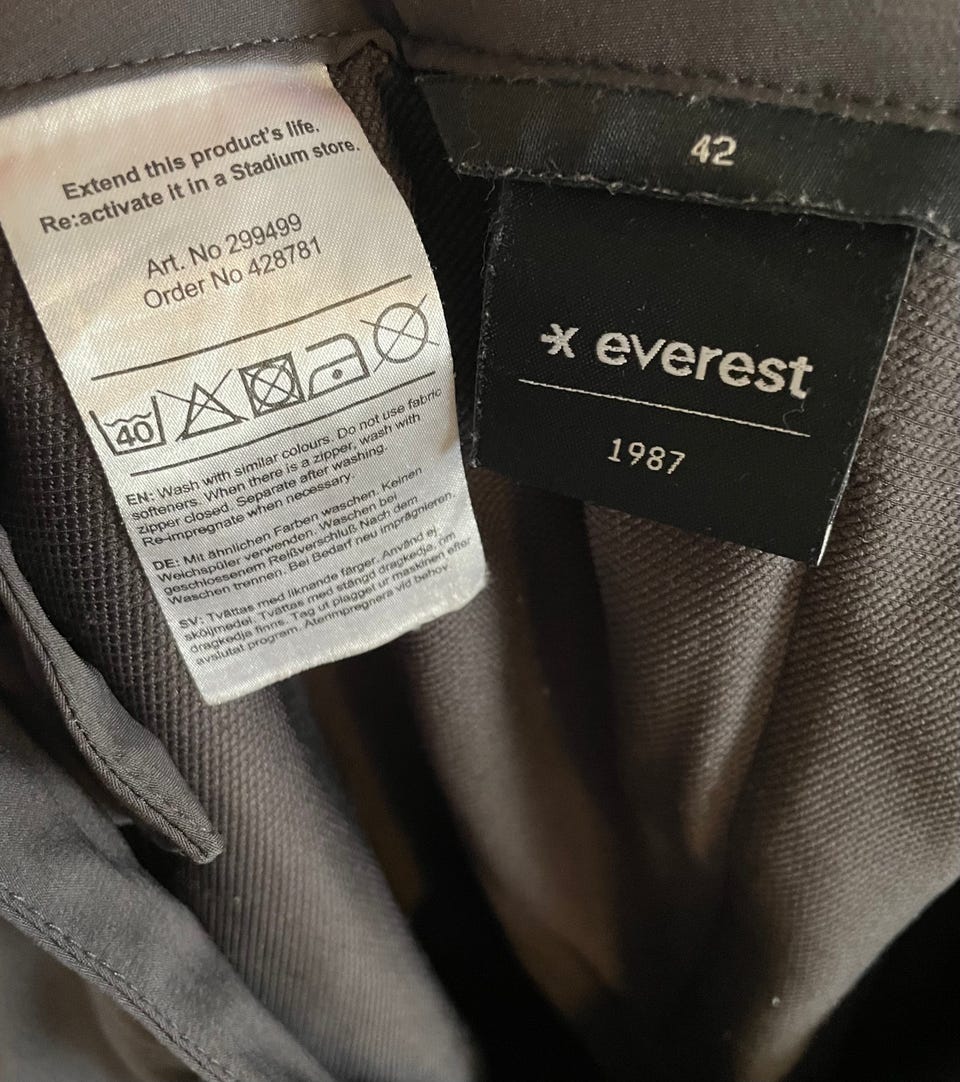 Extend this product's life.
Re:activate it in a Stadium store.
Art. No 299499
Order No 428781
40
EN: Wash with similar colours. Do not use fabric
softeners. When there is a zipper, wash with
zipper closed. Separate after washing.
Re-impregnate when necessary.
DE: Mit ähnlichen Farben waschen. Keinen
Weichspüler verwenden. Waschen bei
geschlossenem Reißverschluß Nach dem
Waschen trennen. Bei Bedarf neu imprägnieren.
SV: Tvättas med liknande färger. Använd ej
sköljmedel. Tvättas med stängd dragkedja, om
dragkedja finns. Tag ut plagget ur maskinen efter
avslutat program. Återimpregnera vid behov
42
everest
1987